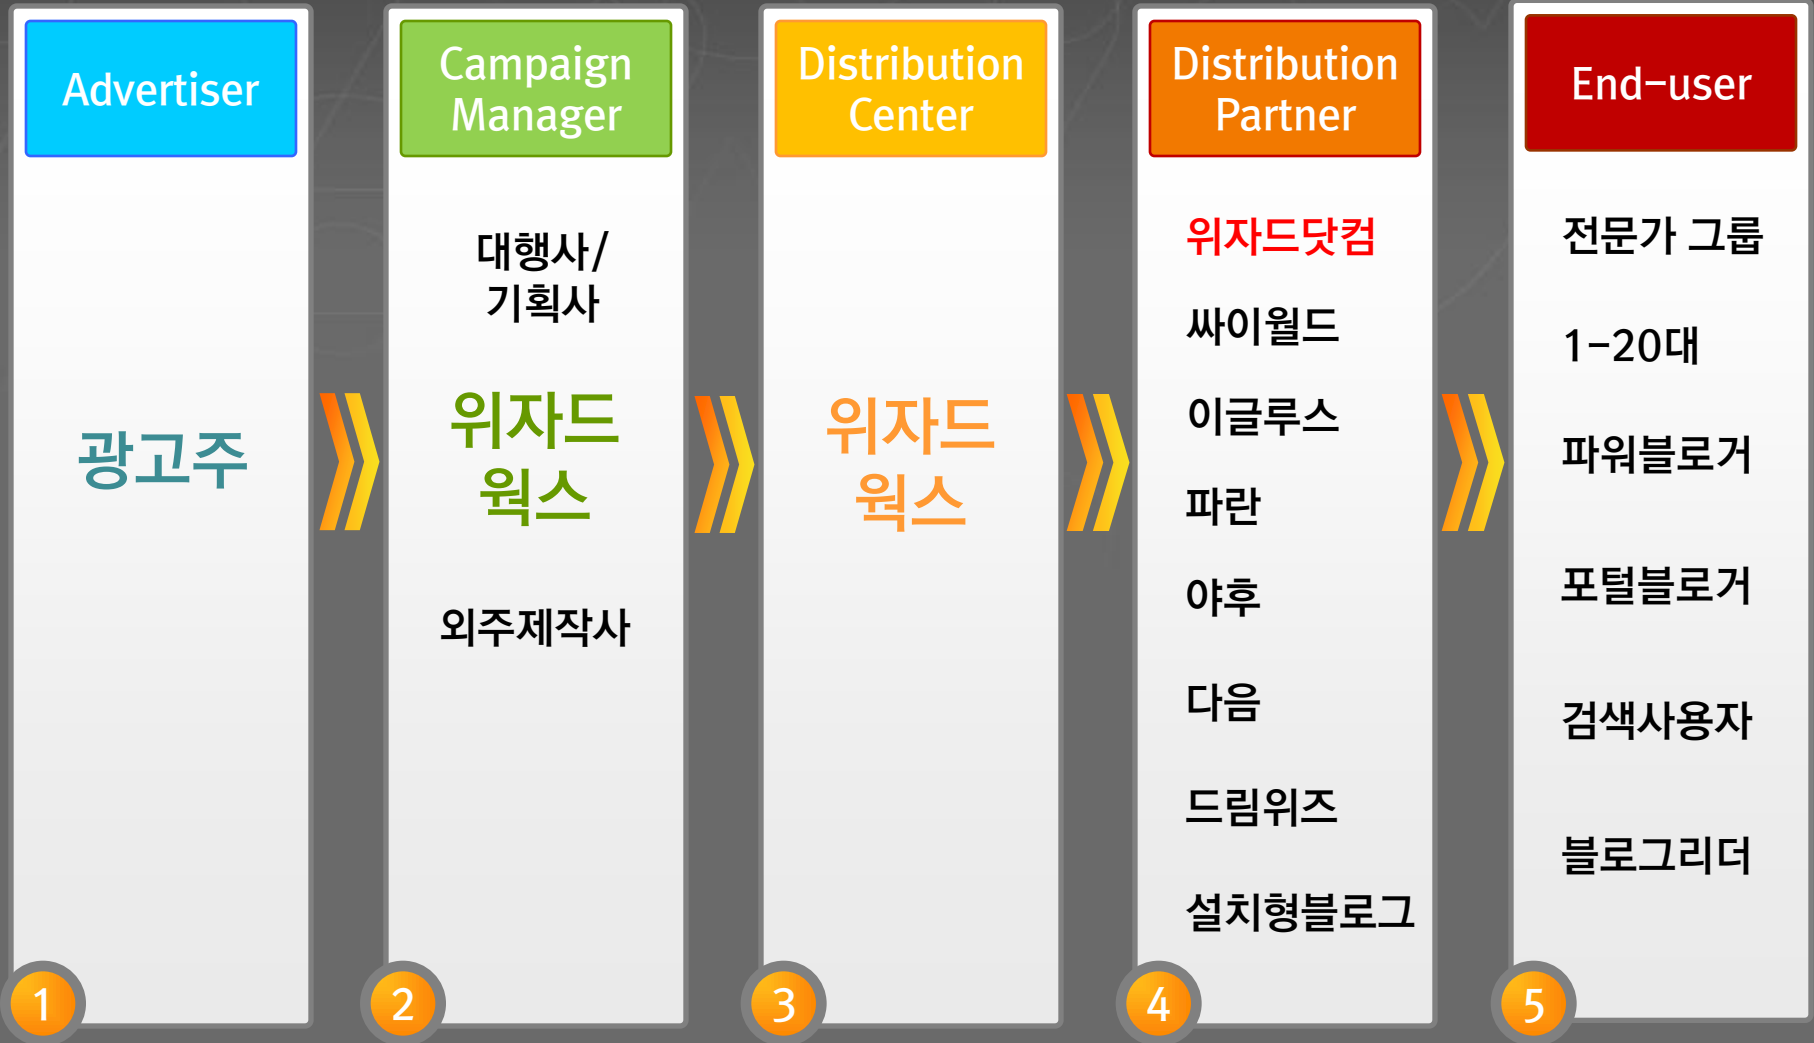 Advertiser
광고주
1
Campaign
Manager
대행사/
기획사
위자드
웍스
외주제작사
2
Distribution
Center
위자드
웍스
3
Distribution
Partner
위자드닷컴
싸이월드
이글루스
파란
야후
다음
드림위즈
설치형블로그
4
End-user
전문가 그룹
1-20대
파워블로거
포털블로거
검색사용자
블로그리더
5